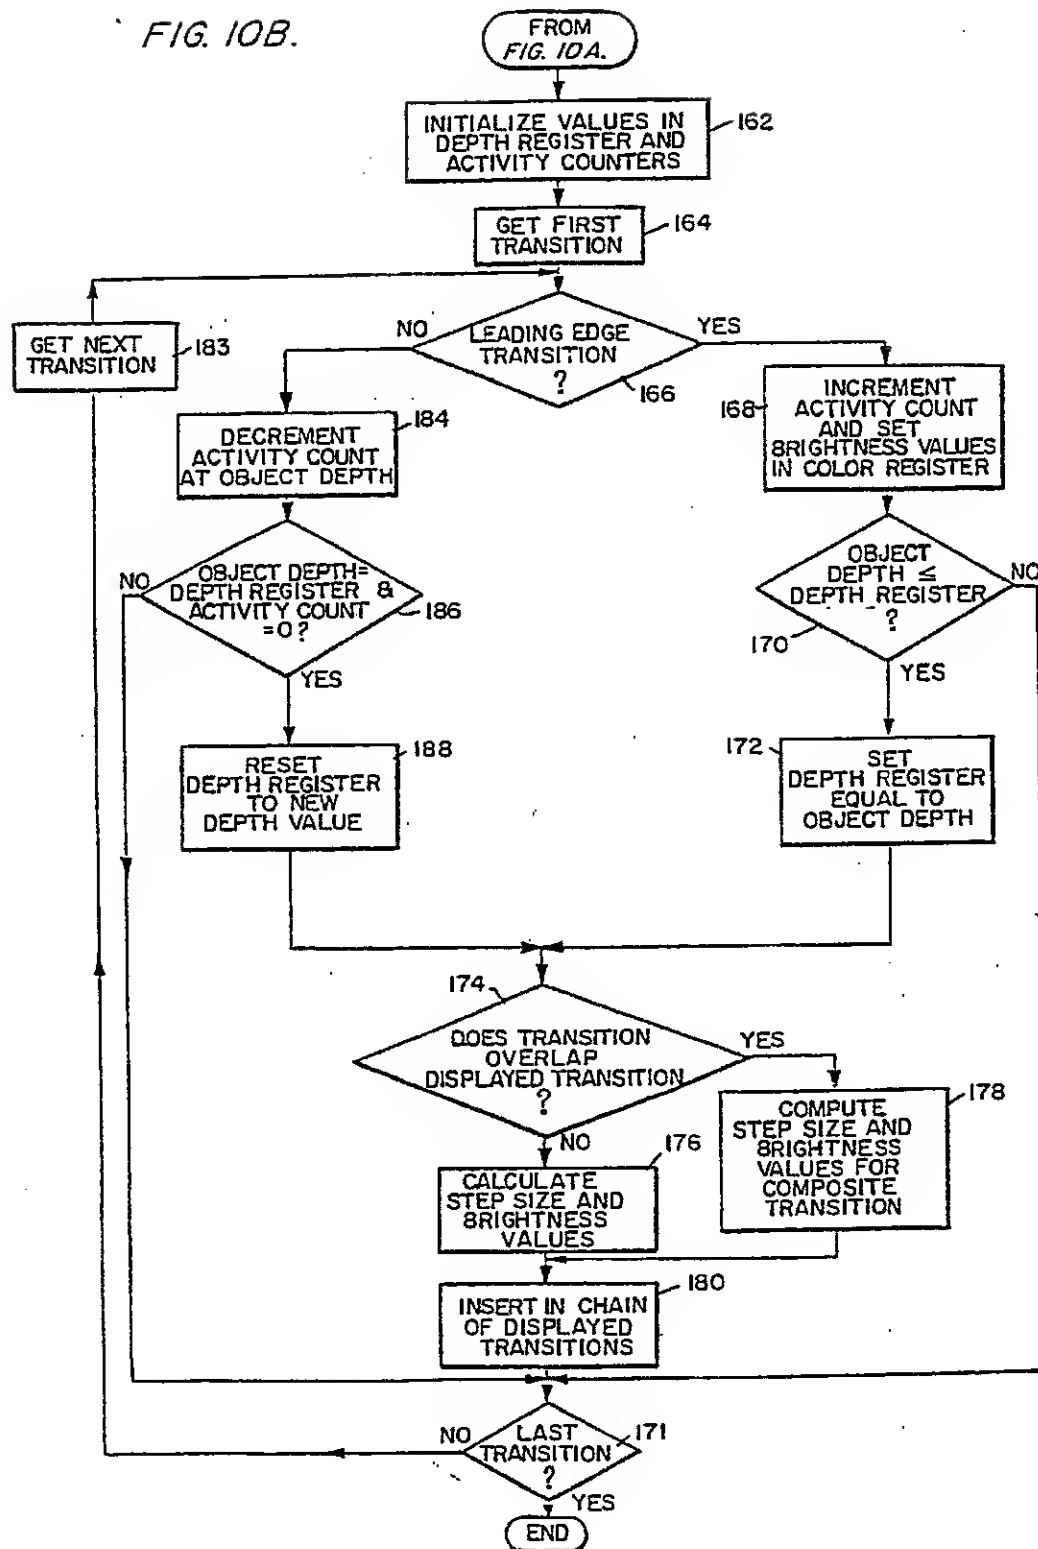 FIG. 10B.
FROM
FIG. 10A.
INITIALIZE VALUES IN
DEPTH REGISTER AND
ACTIVITY COUNTERS
162
GET FIRST
TRANSITION
164
GET NEXT
TRANSITION
183
NO
LEADING EDGE
TRANSITION
?
YES
166
DECREMENT
ACTIVITY COUNT
AT OBJECT DEPTH
184
168
INCREMENT
ACTIVITY COUNT
AND SET
BRIGHTNESS VALUES
IN COLOR REGISTER
NO
OBJECT DEPTH=
DEPTH REGISTER &
ACTIVITY COUNT
=0?
186
YES
OBJECT
DEPTH ≤
DEPTH REGISTER
?
NO
170
YES
RESET
DEPTH REGISTER
TO NEW
DEPTH VALUE
188
172
SET
DEPTH REGISTER
EQUAL TO
OBJECT DEPTH
174
DOES TRANSITION
OVERLAP
DISPLAYED TRANSITION
?
YES
NO
176
CALCULATE
STEP SIZE AND
BRIGHTNESS
VALUES
178
COMPUTE
STEP SIZE AND
BRIGHTNESS
VALUES FOR
COMPOSITE
TRANSITION
180
INSERT IN CHAIN
OF DISPLAYED
TRANSITIONS
NO
LAST
TRANSITION
?
171
YES
END